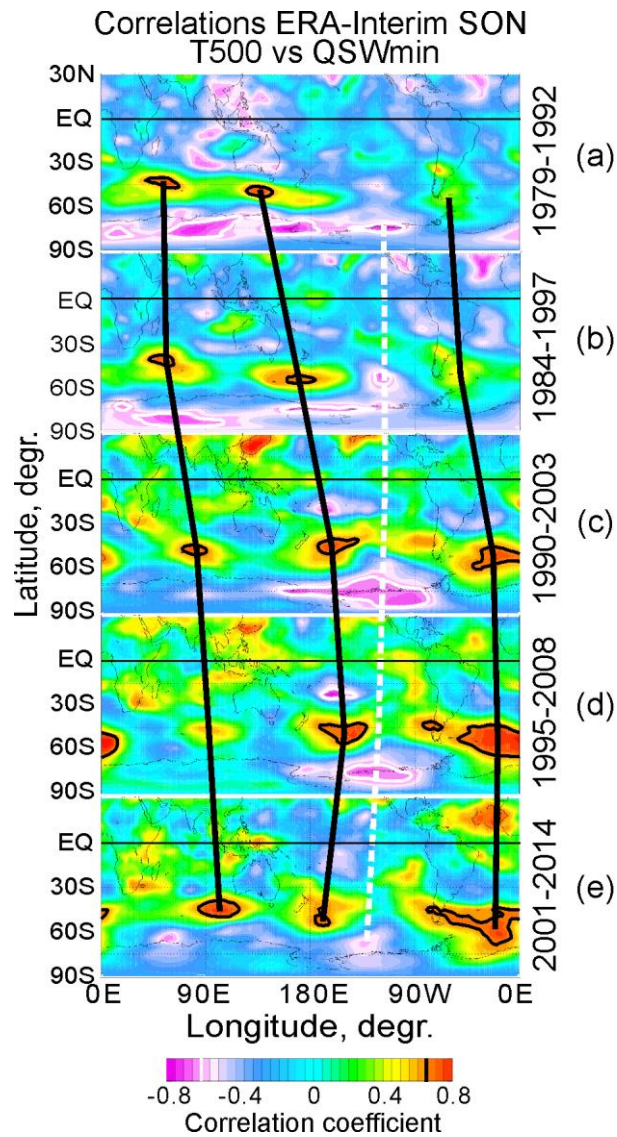 Correlations ERA-Interim SON
T500 vs QSWmin
30N
EQ
30S
60S
90S
1979-1992
(a)
EQ
30S
60S
90S
1984-1997
(b)
EQ
30S
60S
90S
1990-2003
(c)
EQ
30S
60S
90S
1995-2008
(d)
EQ
30S
60S
90S
2001-2014
(e)
Latitude, degr.
0E 90E 180E 90W 0E
Longitude, degr.
-0.8 -0.4 0 0.4 0.8
Correlation coefficient